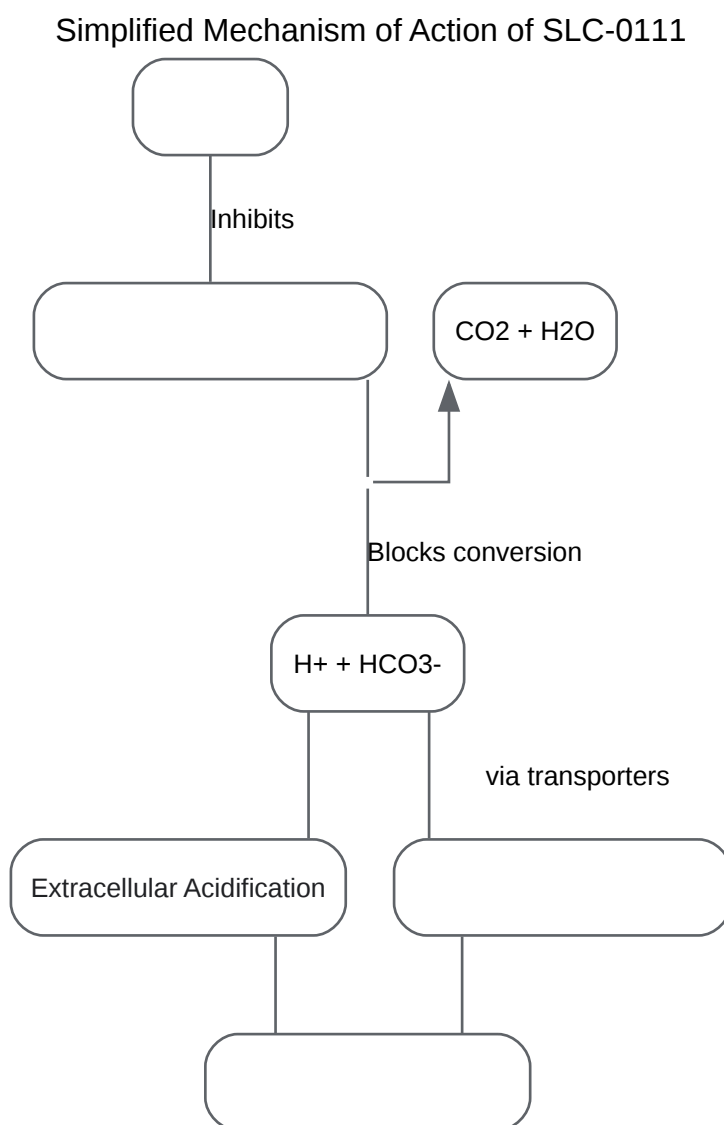 Simplified Mechanism of Action of SLC-0111
Inhibits
CO2 + H2O
Blocks conversion
H+ + HCO3-
via transporters
Extracellular Acidification